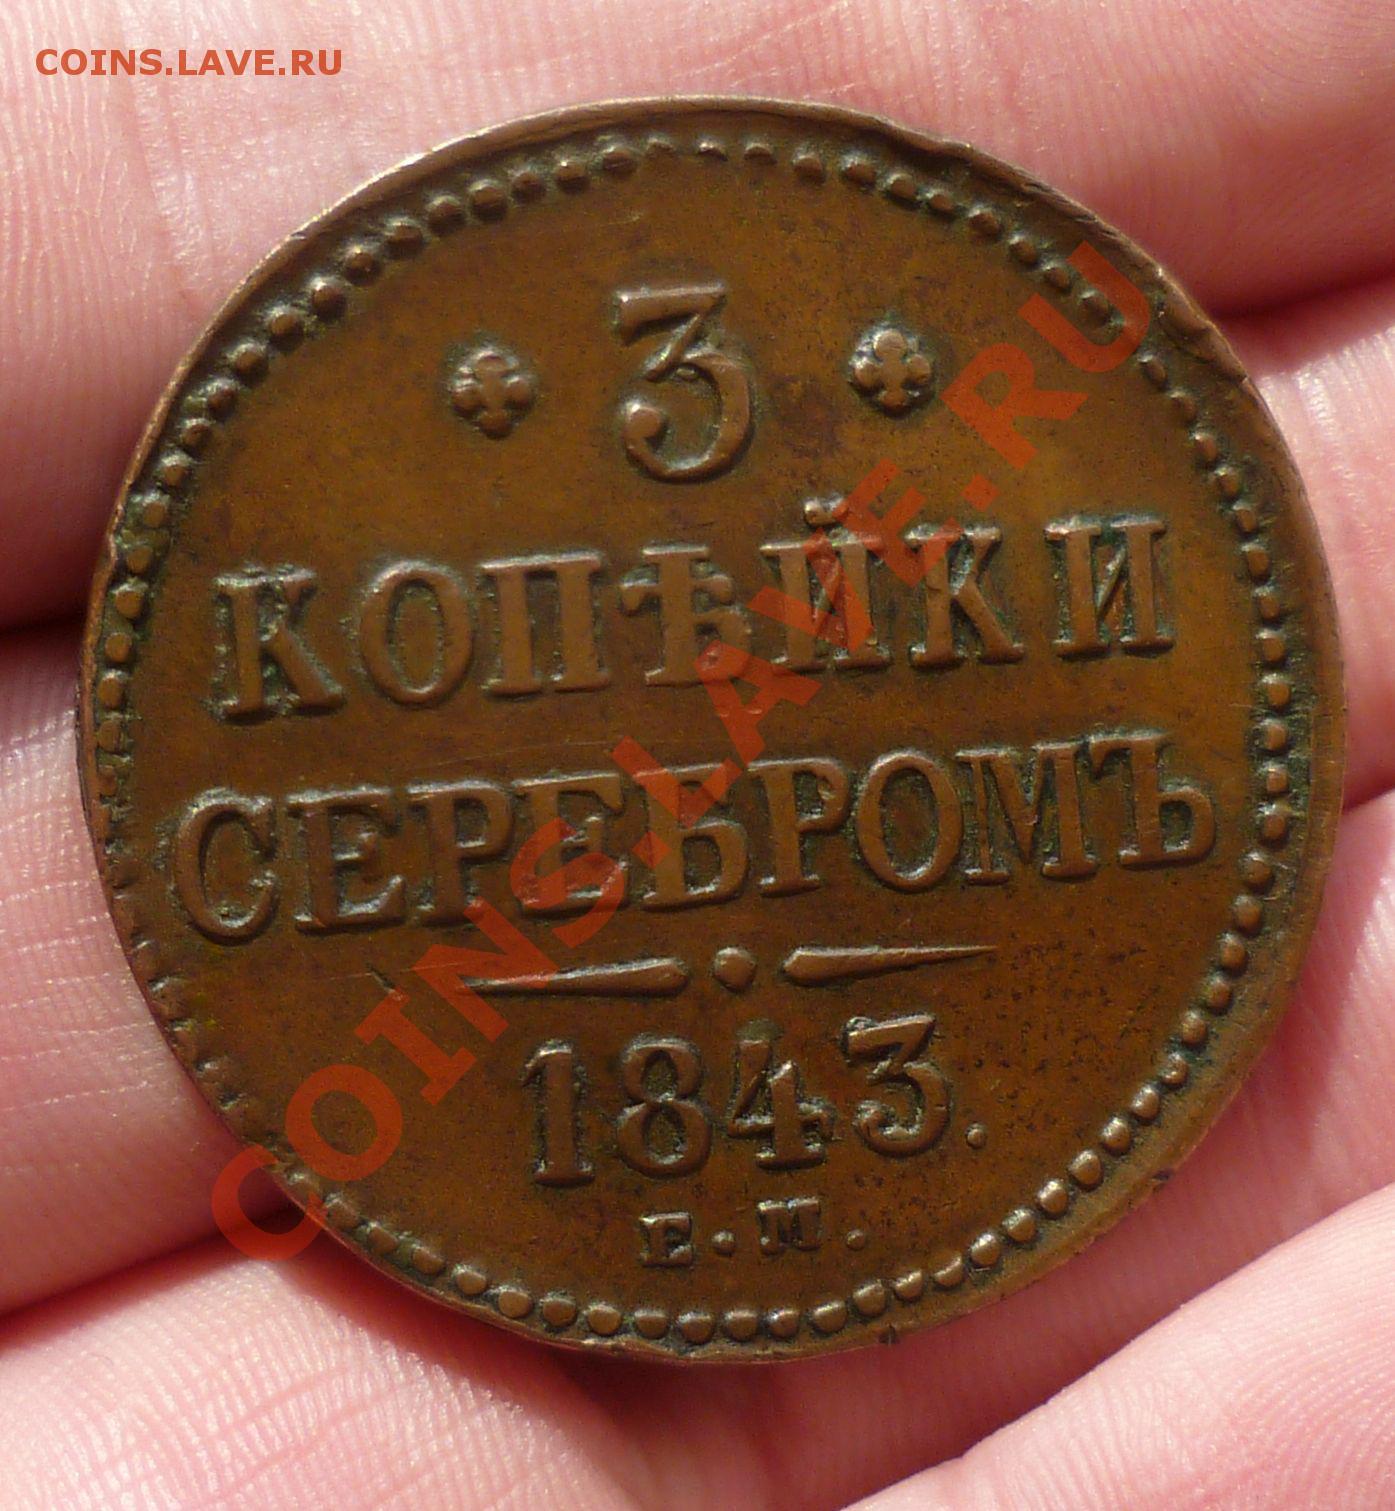 COINS.LAVE.RU
3
КОПѢЙКИ
СЕРЕБРОМЪ
1843.
Е.М.
COINS.LAVE.RU